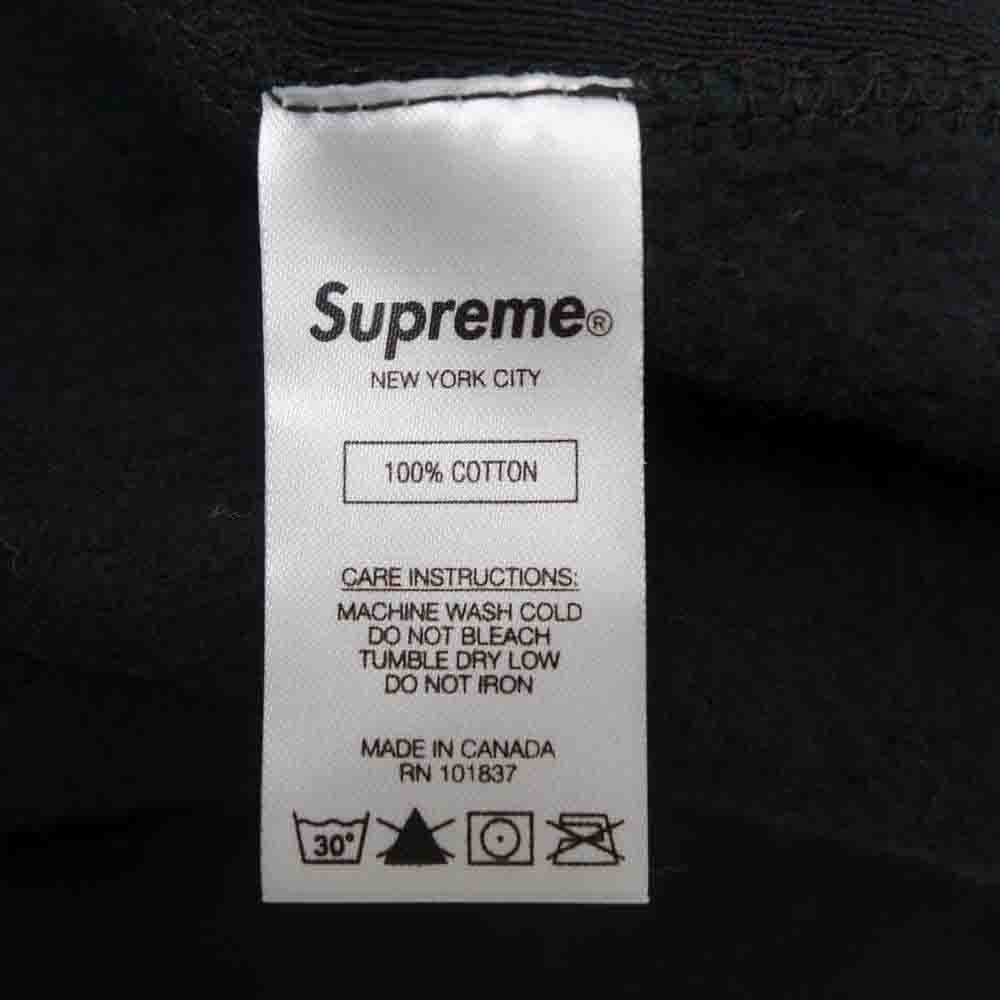 Supreme®
NEW YORK CITY
100% COTTON
CARE INSTRUCTIONS:
MACHINE WASH COLD
DO NOT BLEACH
TUMBLE DRY LOW
DO NOT IRON
MADE IN CANADA
RN 101837
30°